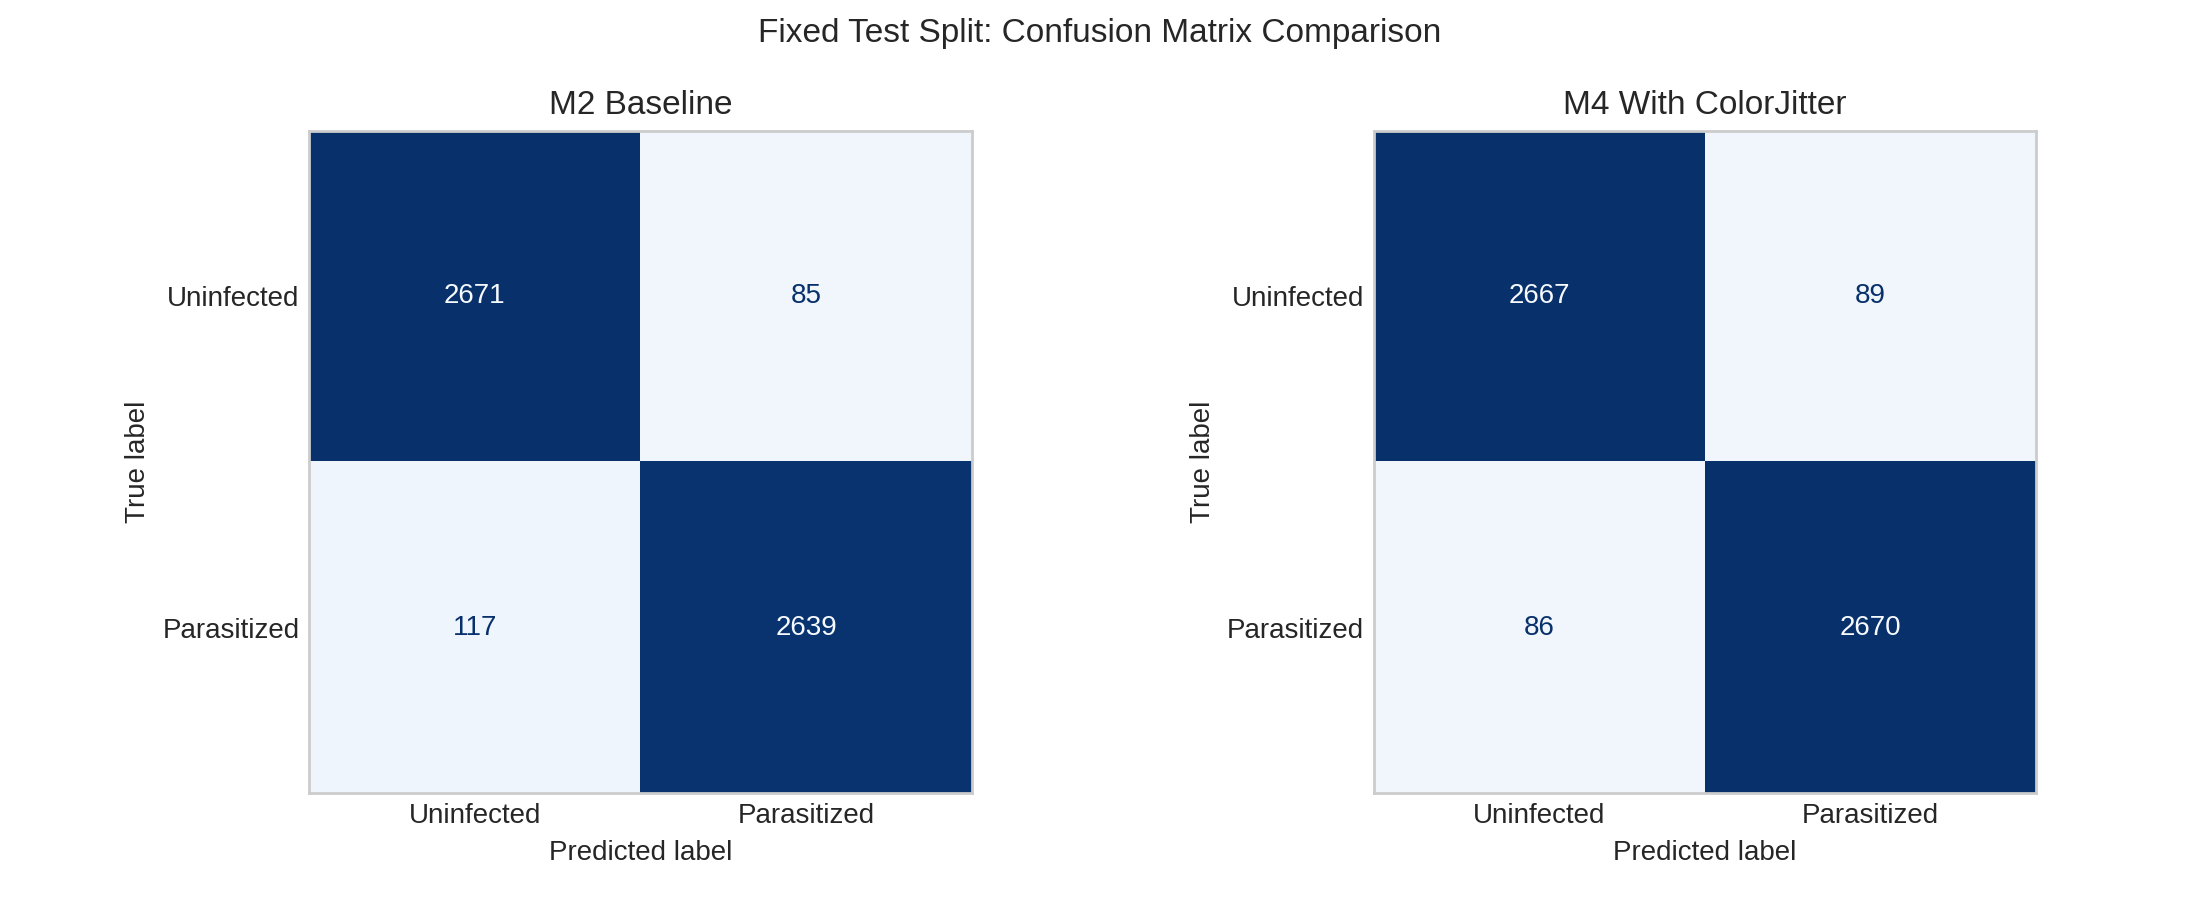 Fixed Test Split: Confusion Matrix Comparison
M2 Baseline
True label
Uninfected
2671
85
Parasitized
117
2639
Uninfected
Parasitized
Predicted label
M4 With ColorJitter
True label
Uninfected
2667
89
Parasitized
86
2670
Uninfected
Parasitized
Predicted label